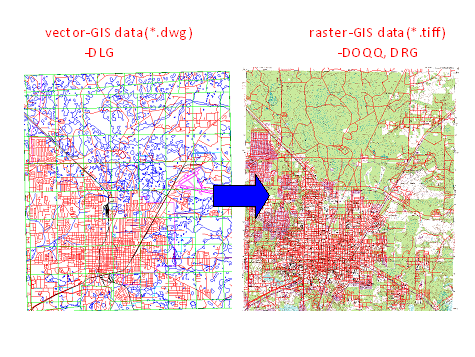 vector-GIS data(*.dwg)
-DLG
raster-GIS data(*.tiff)
-DOQQ, DRG